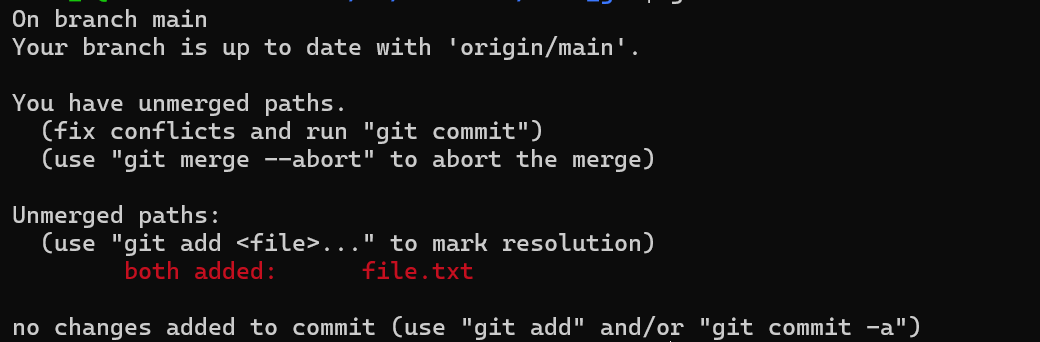 On branch main
Your branch is up to date with 'origin/main'.
You have unmerged paths.
(fix conflicts and run "git commit")
(use "git merge --abort" to abort the merge)
Unmerged paths:
(use "git add <file>..." to mark resolution)
both added: file.txt
no changes added to commit (use "git add" and/or "git commit -a")